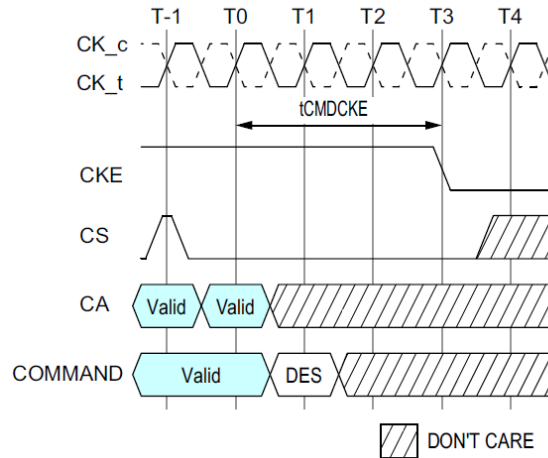 T-1 T0 T1 T2 T3 T4
CK_c
CK_t
tCMDCKE
CKE
CS
CA Valid Valid
COMMAND Valid DES
DON'T CARE